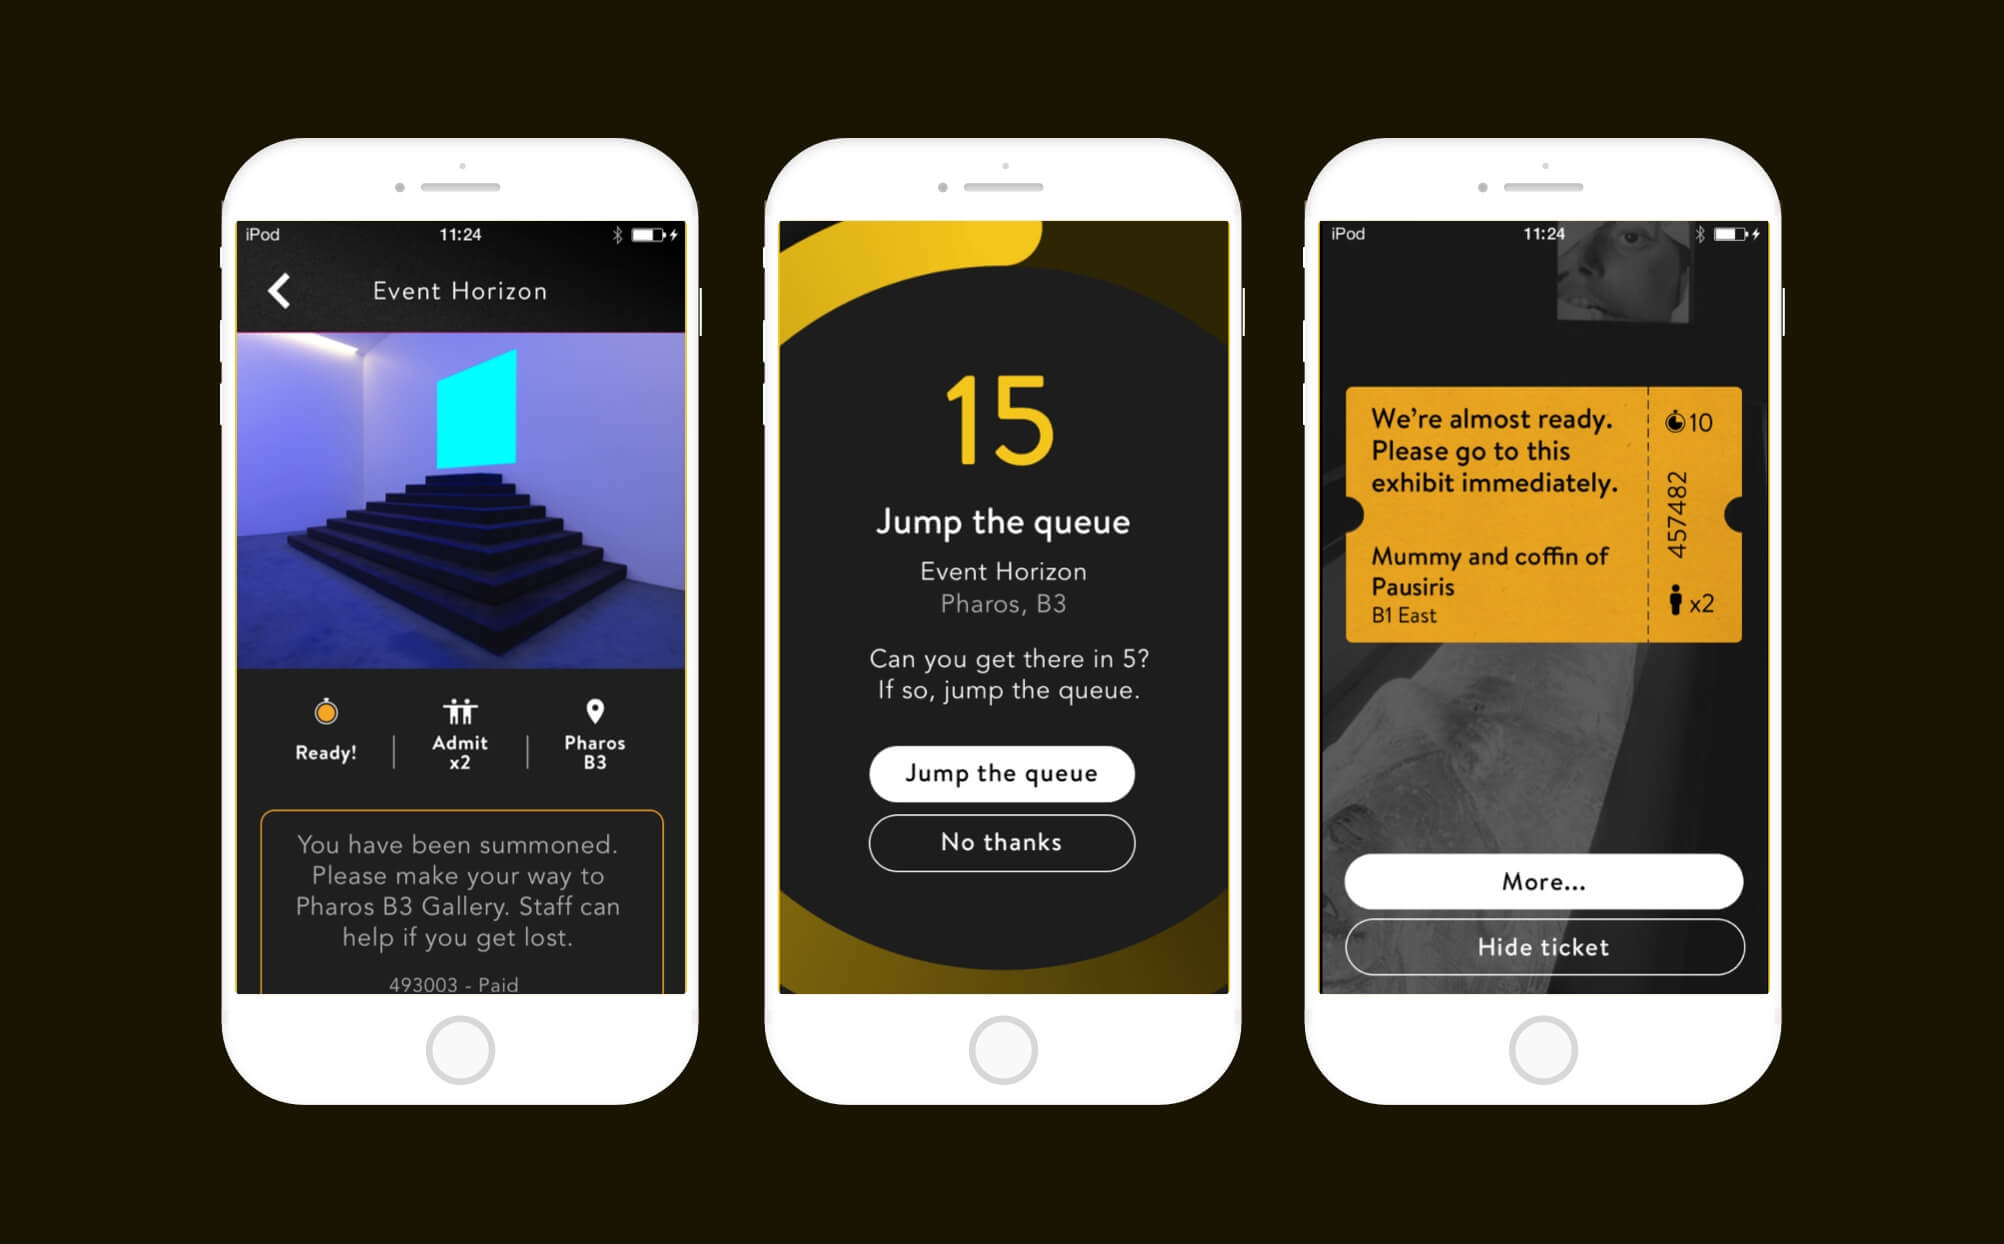 iPod 11:24
Event Horizon
Ready!
Admit
x2
Pharos
B3
You have been summoned.
Please make your way to
Pharos B3 Gallery. Staff can
help if you get lost.
493003 - Paid
15
Jump the queue
Event Horizon
Pharos, B3
Can you get there in 5?
If so, jump the queue.
Jump the queue
No thanks
iPod 11:24
We’re almost ready.
Please go to this
exhibit immediately.
Mummy and coffin of
Pausiris
B1 East
10
457482
x2
More...
Hide ticket